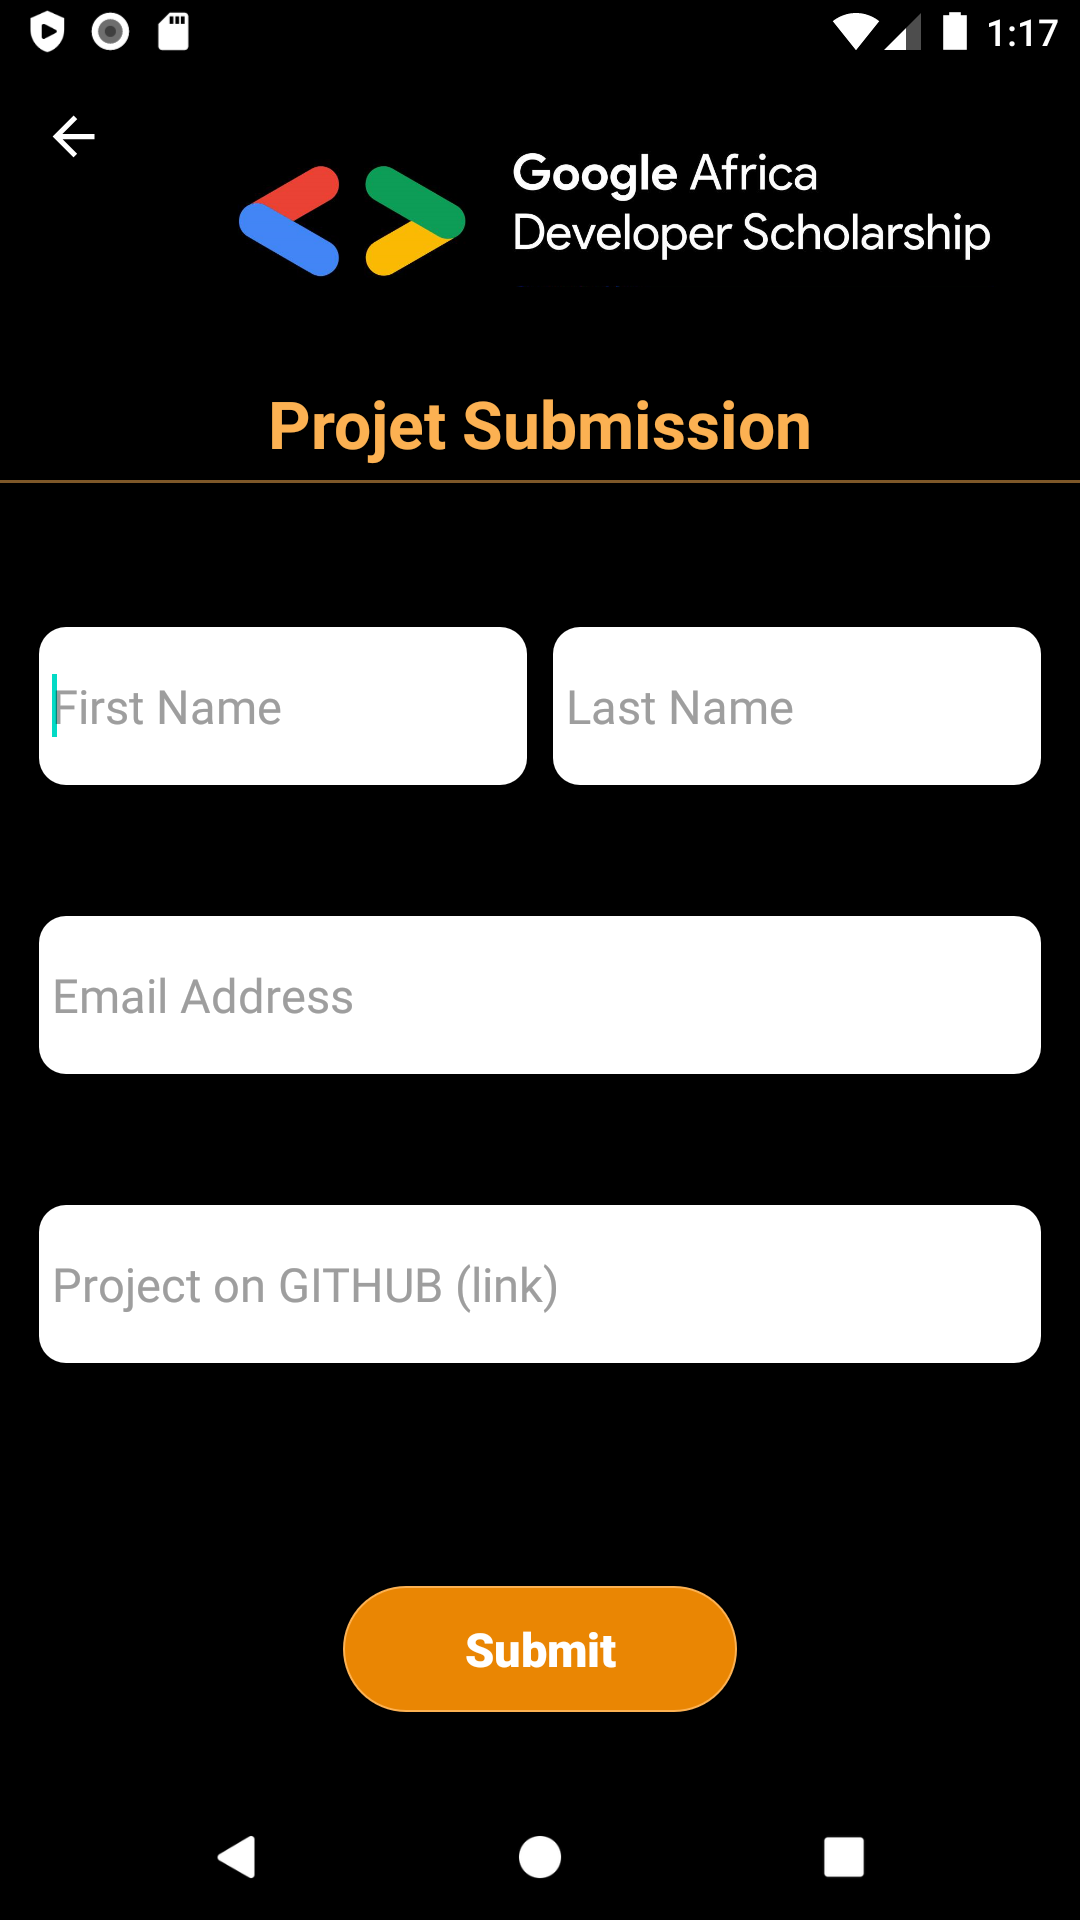 1:17
Google Africa
Developer Scholarship
Projet Submission
First Name
Last Name
Email Address
Project on GITHUB (link)
Submit